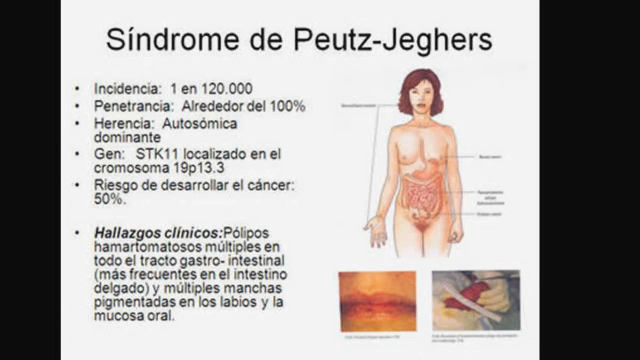 Síndrome de Peutz-Jeghers
• Incidencia: 1 en 120.000
• Penetrancia: Alrededor del 100%
• Herencia: Autosómica
dominante
• Gen: STK11 localizado en el
cromosoma 19p13.3
• Riesgo de desarrollar el cáncer:
50%.
• Hallazgos clínicos:Pólipos
hamartomatosos múltiples en
todo el tracto gastro- intestinal
(más frecuentes en el intestino
delgado) y múltiples manchas
pigmentadas en los labios y la
mucosa oral.